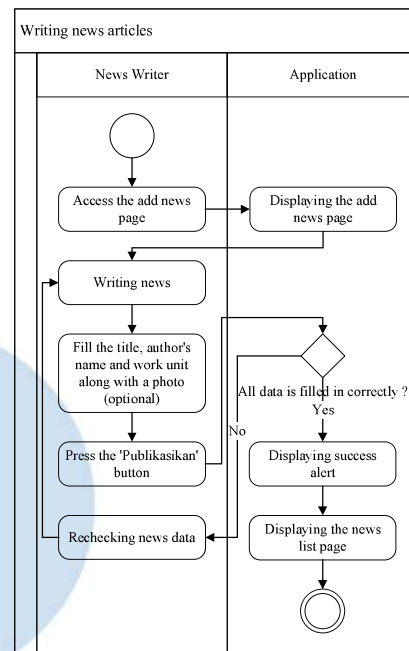 Writing news articles
News Writer
Application
Access the add news
page
Displaying the add
news page
Writing news
Fill the title, author's
name and work unit
along with a photo
(optional)
All data is filled in correctly ?
Yes
No
Press the 'Publikasikan'
button
Displaying success
alert
Rechecking news data
Displaying the news
list page